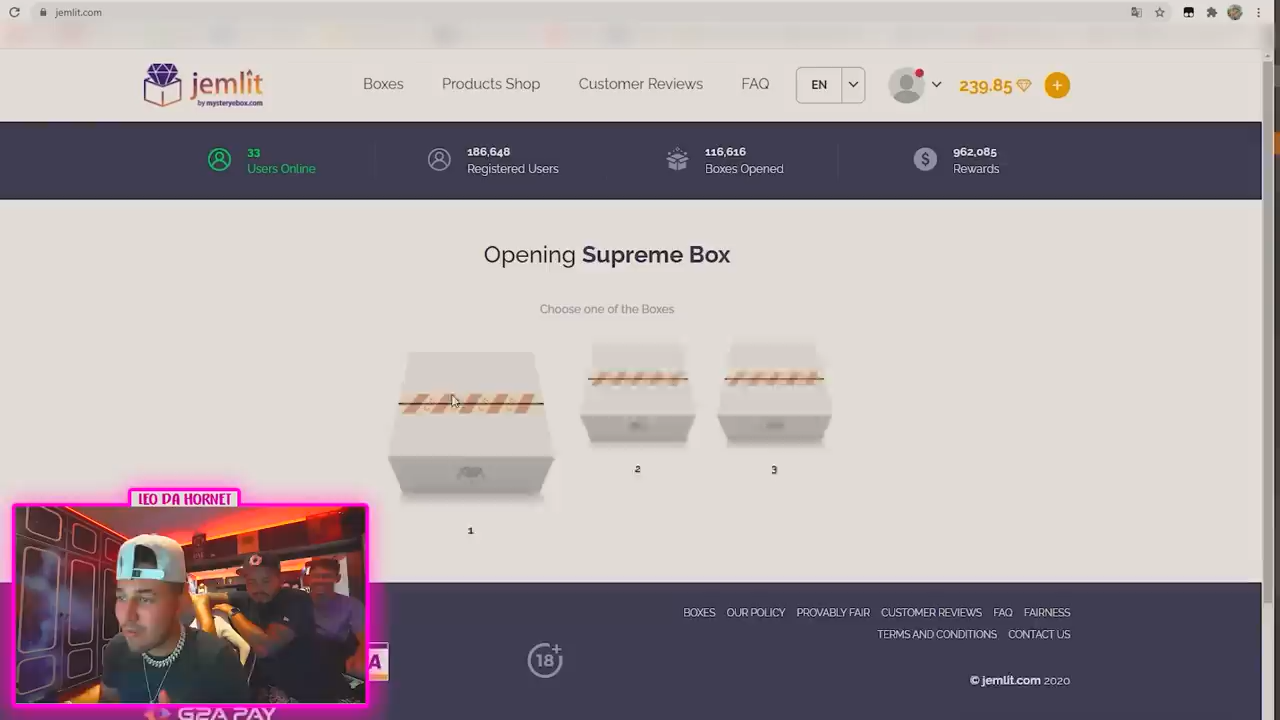 jemlit.com
jemlit
by mysteryebox.com
Boxes
Products Shop
Customer Reviews
FAQ
EN
239.85
33
Users Online
186,648
Registered Users
116,616
Boxes Opened
962,085
Rewards
Opening Supreme Box
Choose one of the Boxes
1
2
3
LEO DA HORNET
BOXES OUR POLICY PROVABLY FAIR CUSTOMER REVIEWS FAQ FAIRNESS
TERMS AND CONDITIONS CONTACT US
18+
© jemlit.com 2020
G2A PAY